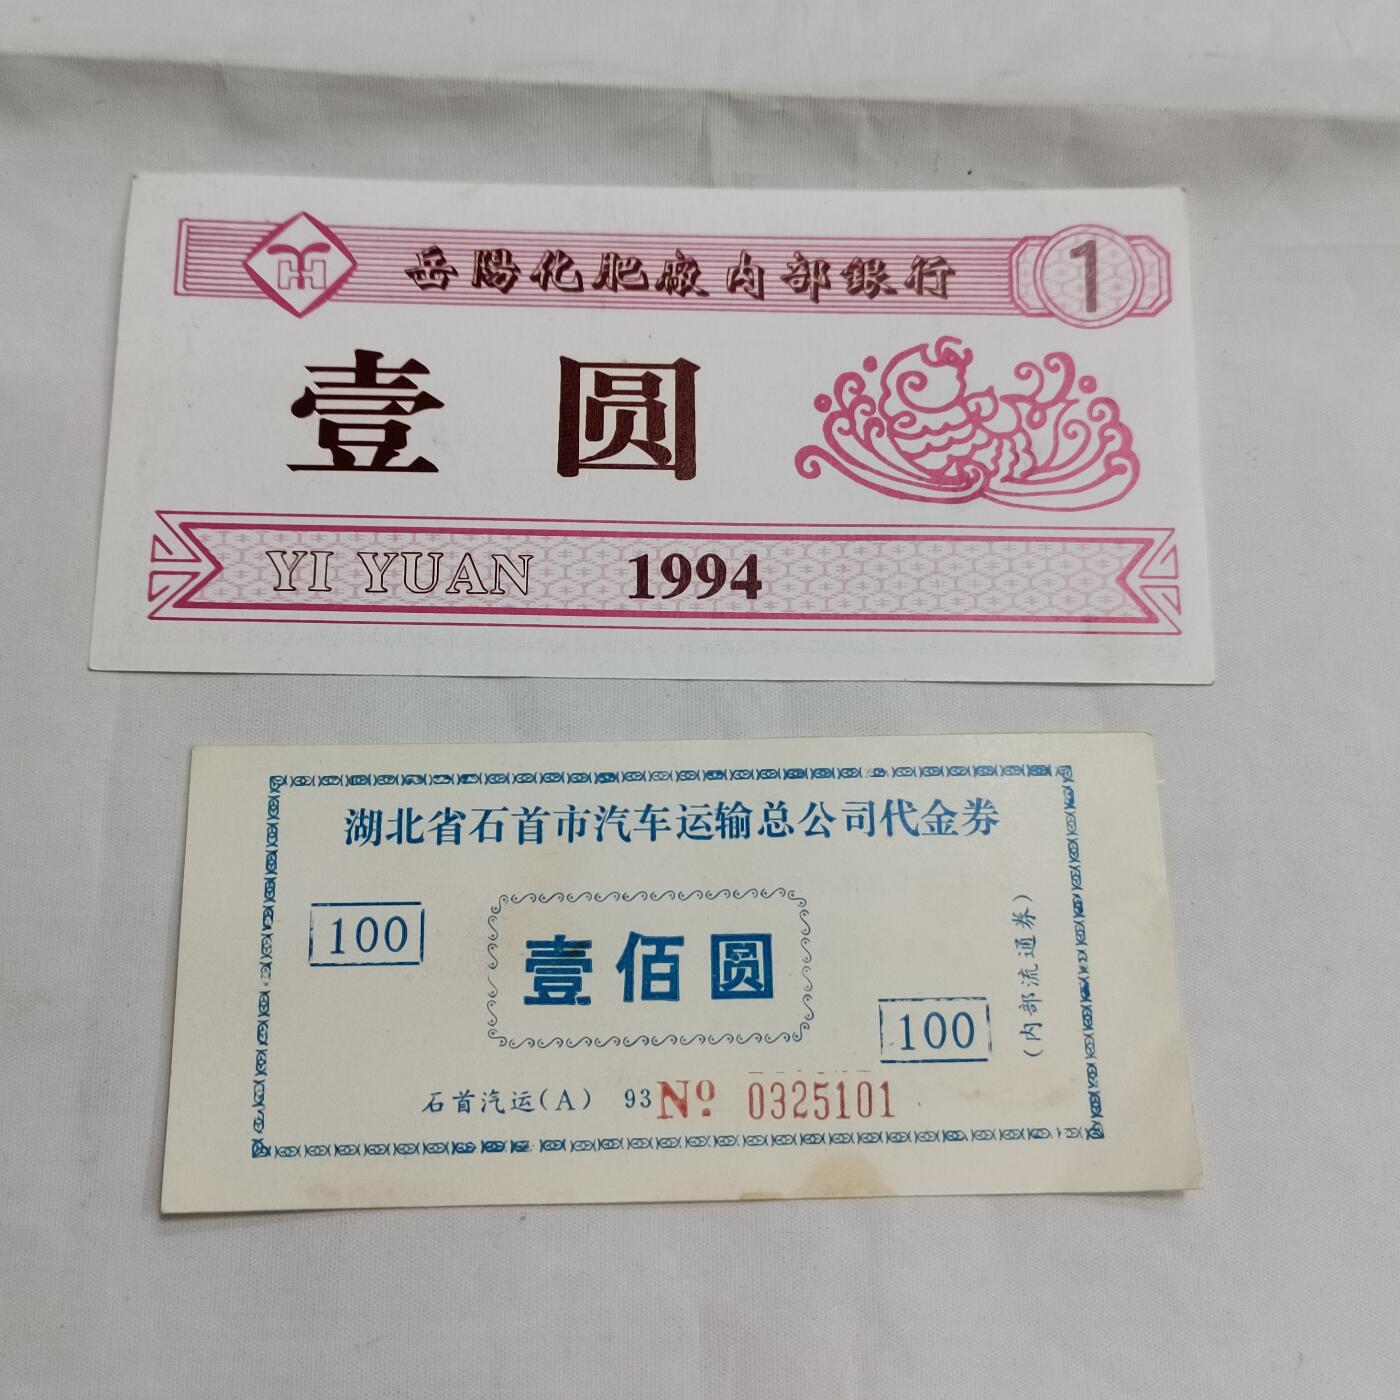 岳陽化肥廠内部銀行
1
壹圆
YI YUAN 1994
湖北省石首市汽车运输总公司代金券
100
壹佰圆
100
(内部流通券)
石首汽运(A) 93 № 0325101